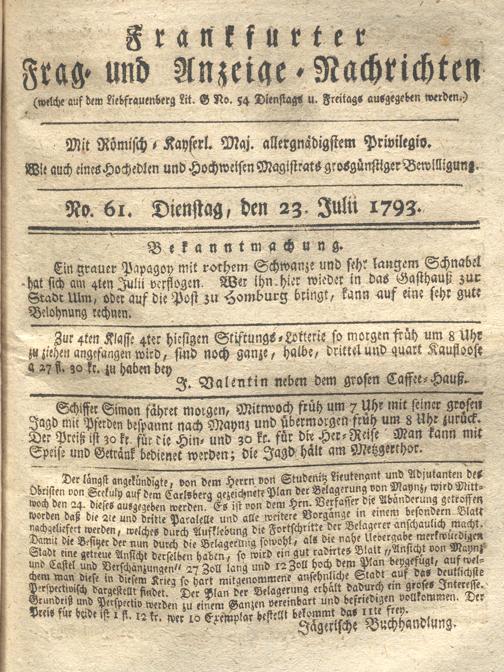 Frankfurter
Frag- und Anzeige-Nachrichten
(welche auf dem Liebfrauenberg Lit. G No. 54 Dienstags u. Freitags ausgegeben werden.)
Mit Römisch-Kayserl. Maj. allergnädigstem Privilegio.
Wie auch eines Hochedlen und Hochweisen Magistrats grosgünstiger Bewilligung.
No. 61. Dienstag, den 23. Julii 1793.
Bekanntmachung.
Ein grauer Papagoy mit rothem Schwanze und sehr langem Schnabel
hat sich am 4ten Julii verflogen. Wer ihn hier wieder in das Gasthauß zur
Stadt Ulm, oder auf die Post zu Homburg bringt, kann auf eine sehr gute
Belohnung rechnen.
Zur 4ten Klasse 4ter hiesigen Stiftungs-Lotterie so morgen früh um 8 Uhr
zu ziehen angefangen wird, sind noch ganze, halbe, drittel und quart Kaufloose
a 27 fl. 30 kr. zu haben bey
J. Valentin neben dem grosen Caffee-Hauß.
Schiffer Simon fähret morgen, Mittwoch früh um 7 Uhr mit seiner grosen
Jagd mit Pferden bespannt nach Maynz und übermorgen früh um 8 Uhr zurück.
Der Preiß ist 30 kr. für die Hin- und 30 kr. für die Her-Reise Man kann mit
Speise und Getränk bedienet werden; die Jagd hält am Metzgerthor.
Der längst angekündigte, von dem Herrn von Studenitz Lieutenant und Adjutanten des
Obristen von Seekuly auf dem Carlsberg gezeichnete Plan der Belagerung von Maynz, wird Mitt-
woch den 24. dieses ausgegeben werden. Es ist von dem Hrn. Verfasser die Abänderung getroffen
worden daß die 2te und dritte Paralelle und alle weitere Vorgänge in einem besondern Blatt
nachgeliefert werden, welches durch Aufklebung die Fortschritte der Belagerer anschaulich macht.
Damit die Besitzer der nun durch die Belagerung sowohl, als die nahe Uebergabe merkwürdigen
Stadt eine getreue Ansicht derselben haben, so wird ein gut radirtes Blatt „Ansicht von Maynz
und Castel und Verschanzungen" 27 Zoll lang und 12 Zoll hoch dem Plan beygefügt, auf wel-
chem man diese in diesem Krieg so hart mitgenommene ansehnliche Stadt auf das deutlichste
Perspectivisch dargestellt findet. Der Plan der Belagerung erhält dadurch ein groses Interesse.
Grundriß und Perspectiv werden zu einem Ganzen vereinbart und befriedigen vollkommen. Der
Preis für beide ist 1 fl. 12 kr. wer 10 Exemplar bestellt bekommt das 11te frey.
Jägerische Buchhandlung.